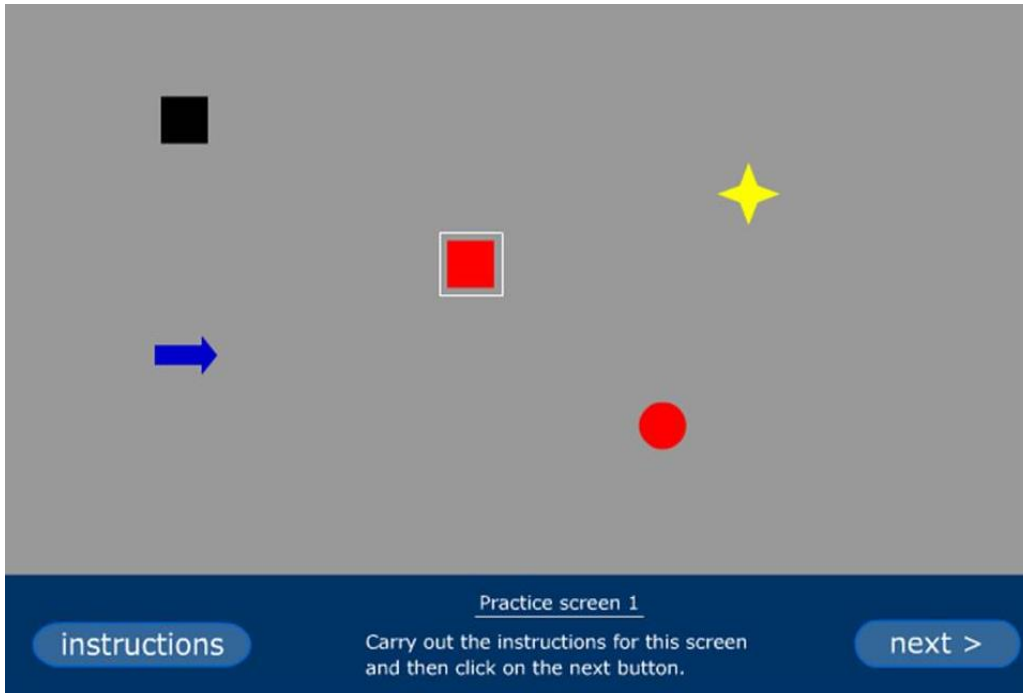 Practice screen 1
instructions
Carry out the instructions for this screen
and then click on the next button.
next >